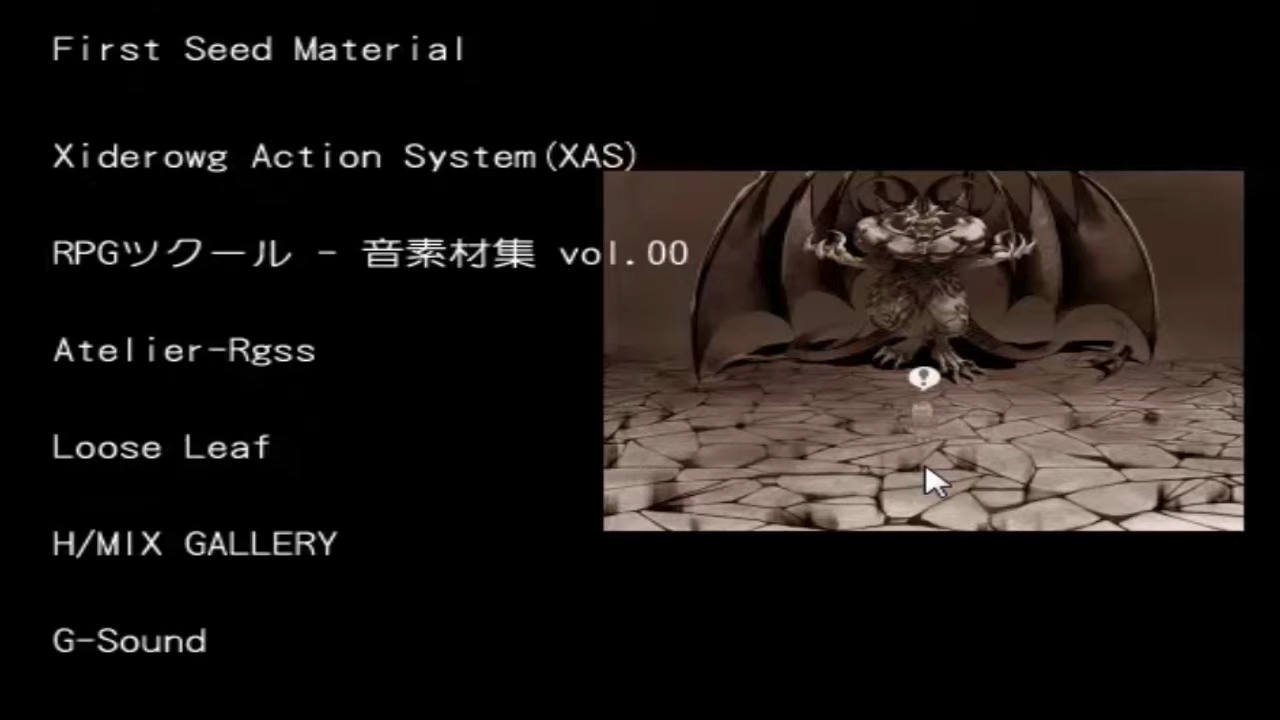 First Seed Material
Xiderowg Action System(XAS)
RPGツクール - 音素材集 vol.00
Atelier-Rgss
Loose Leaf
H/MIX GALLERY
G-Sound